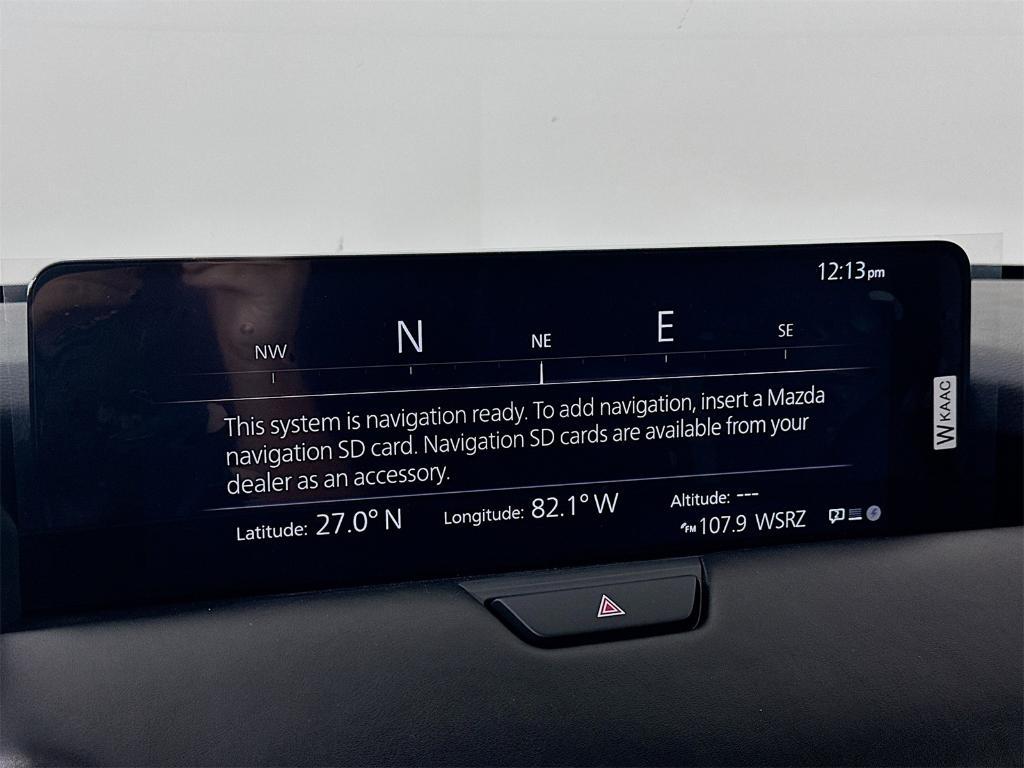 12:13pm
NW N NE E SE
This system is navigation ready. To add navigation, insert a Mazda
navigation SD card. Navigation SD cards are available from your
dealer as an accessory.
Latitude: 27.0° N Longitude: 82.1° W Altitude: ---
FM 107.9 WSRZ 2
WKAAC